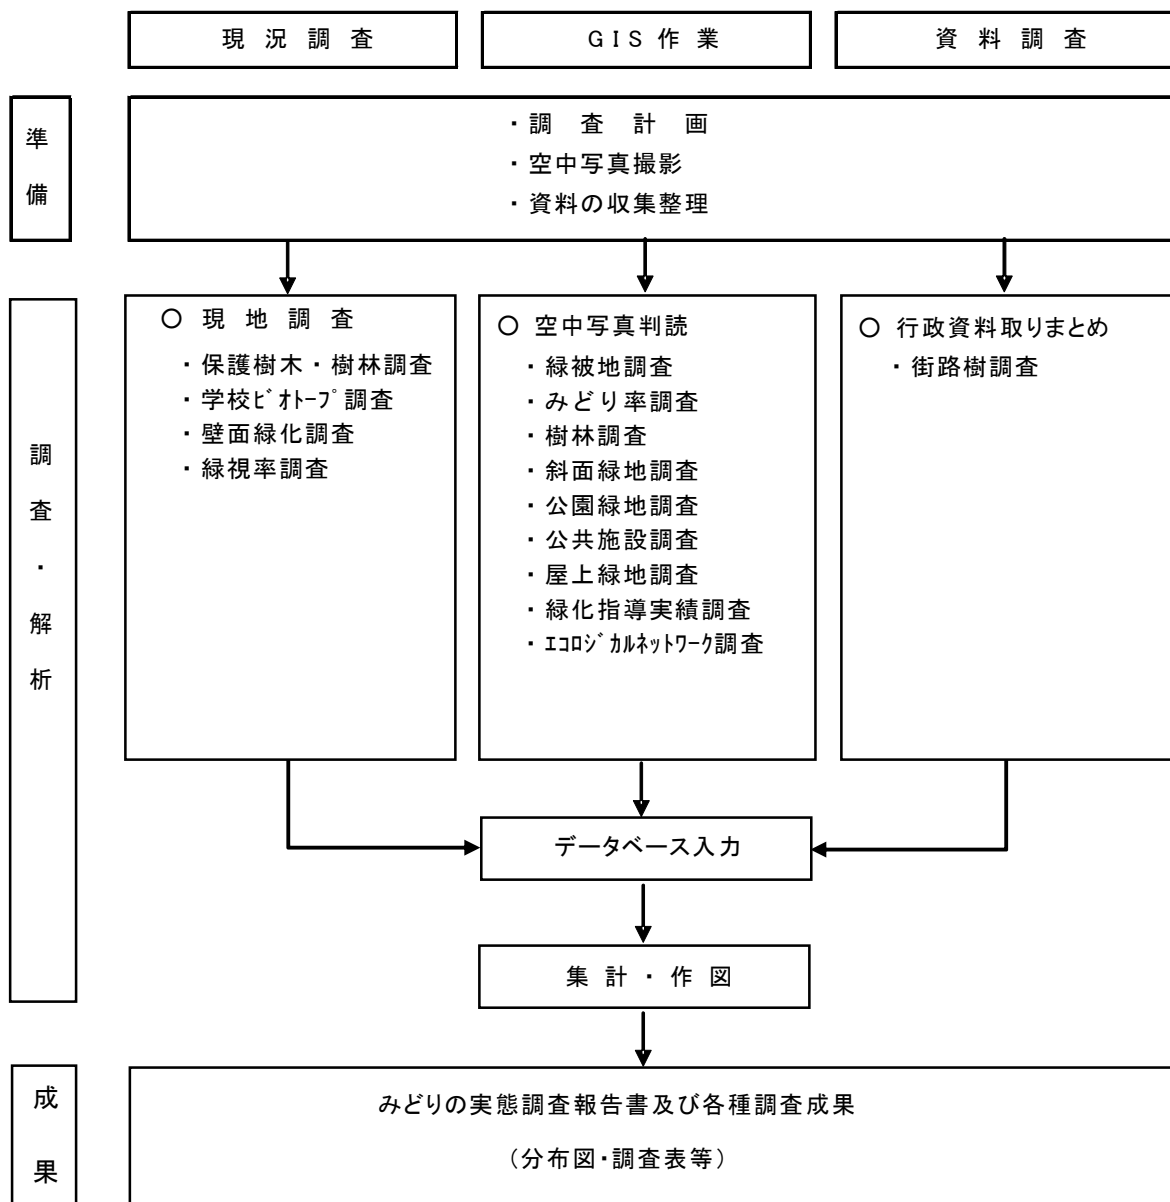 現況調査
GIS作業
資料調査
準備
・調査計画
・空中写真撮影
・資料の収集整理
調査・解析
○ 現地調査
・保護樹木・樹林調査
・学校ﾋﾞｵﾄｰﾌﾟ調査
・壁面緑化調査
・緑視率調査
○ 空中写真判読
・緑被地調査
・みどり率調査
・樹林調査
・斜面緑地調査
・公園緑地調査
・公共施設調査
・屋上緑地調査
・緑化指導実績調査
・ｴｺﾛｼﾞｶﾙﾈｯﾄﾜｰｸ調査
○ 行政資料取りまとめ
・街路樹調査
データベース入力
集計・作図
成果
みどりの実態調査報告書及び各種調査成果
（分布図・調査表等）